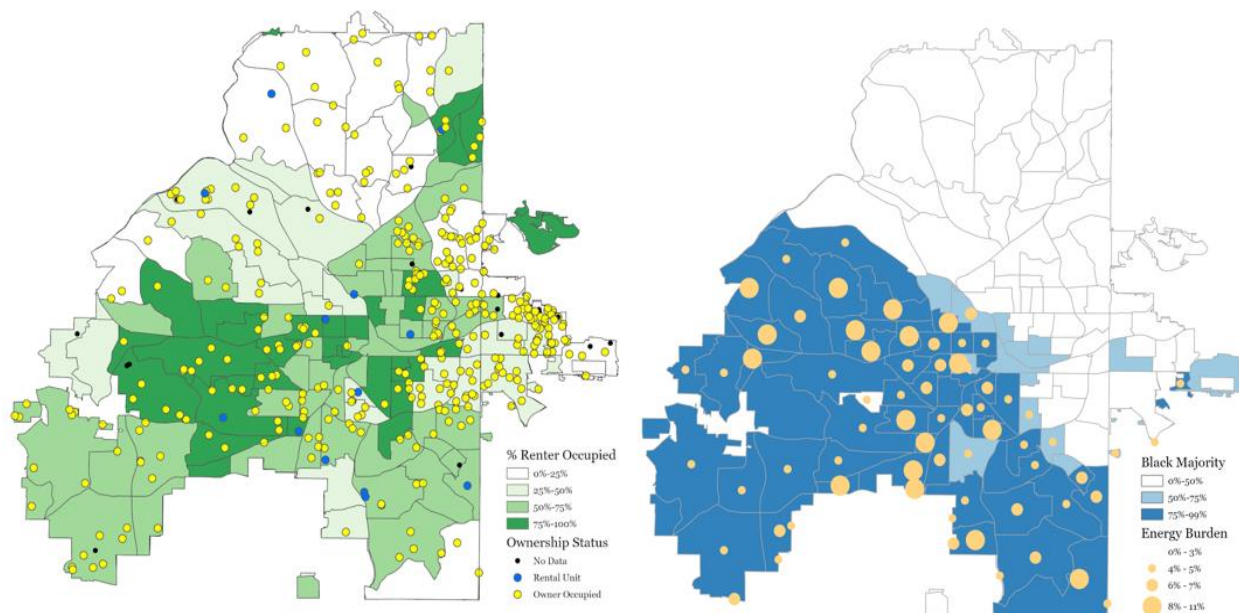 % Renter Occupied
0%-25%
25%-50%
50%-75%
75%-100%
Ownership Status
No Data
Rental Unit
Owner Occupied
Black Majority
0%-50%
50%-75%
75%-99%
Energy Burden
0% - 3%
4% - 5%
6% - 7%
8% - 11%